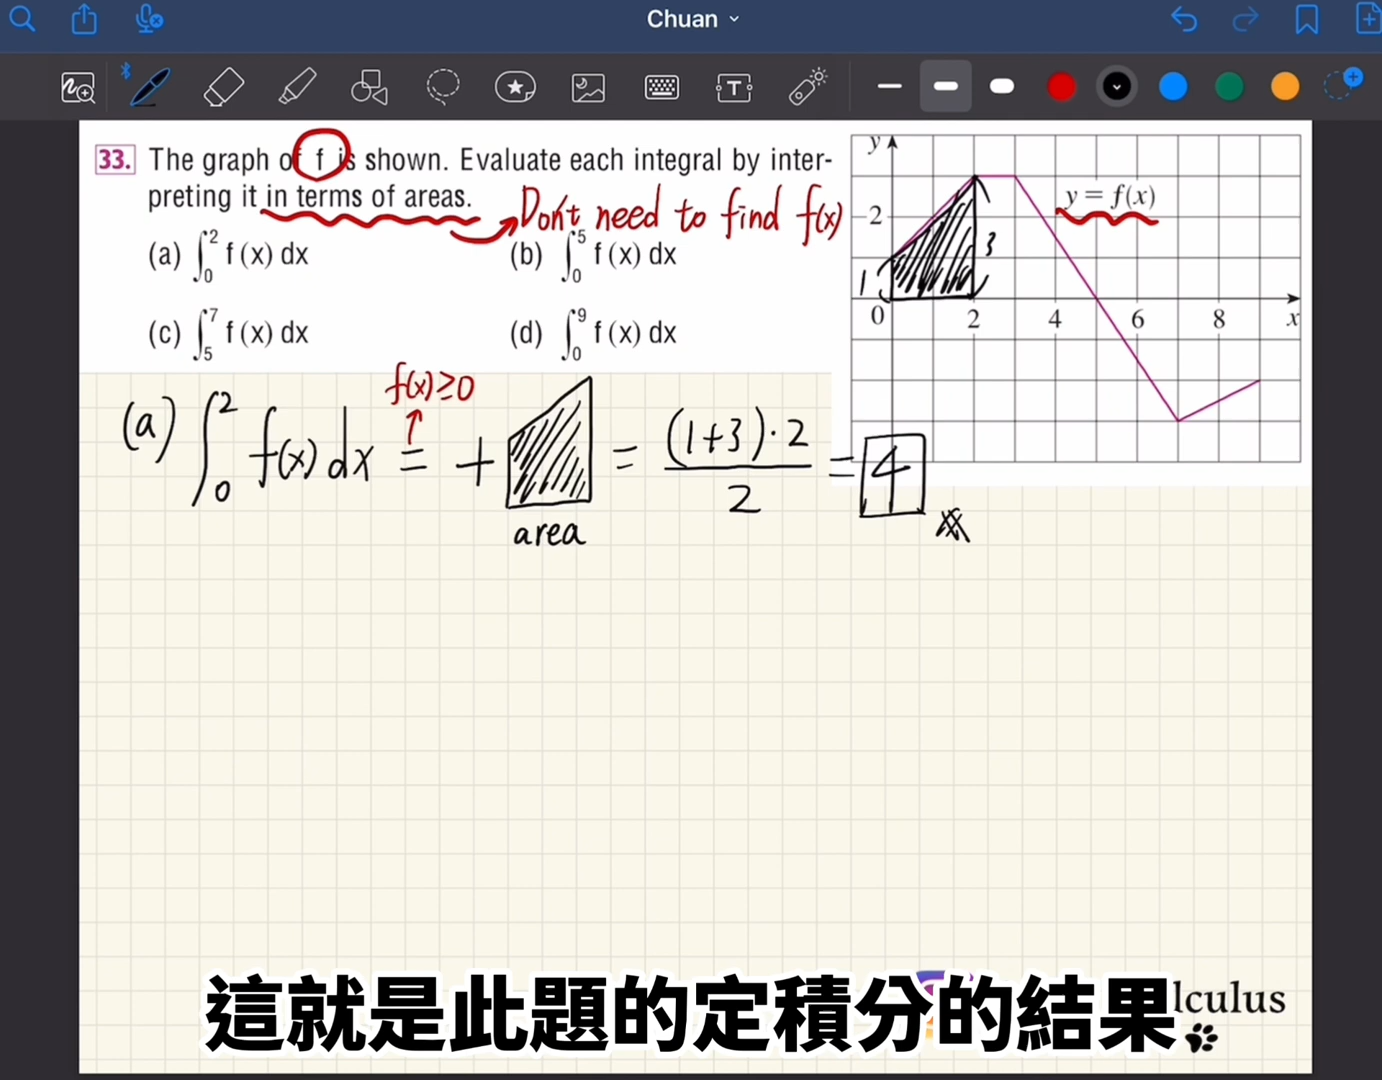 Chuan
33. The graph of f is shown. Evaluate each integral by inter-
preting it in terms of areas.
Don't need to find f(x)
(a) ∫₀² f(x) dx
(b) ∫₀⁵ f(x) dx
(c) ∫₅⁷ f(x) dx
(d) ∫₀⁹ f(x) dx
y
y = f(x)
2
3
1
0 2 4 6 8 x
f(x)≥0
(a) ∫₀² f(x) dx = + = (1+3)·2 / 2 = 4
area
這就是此題的定積分的結果
lculus